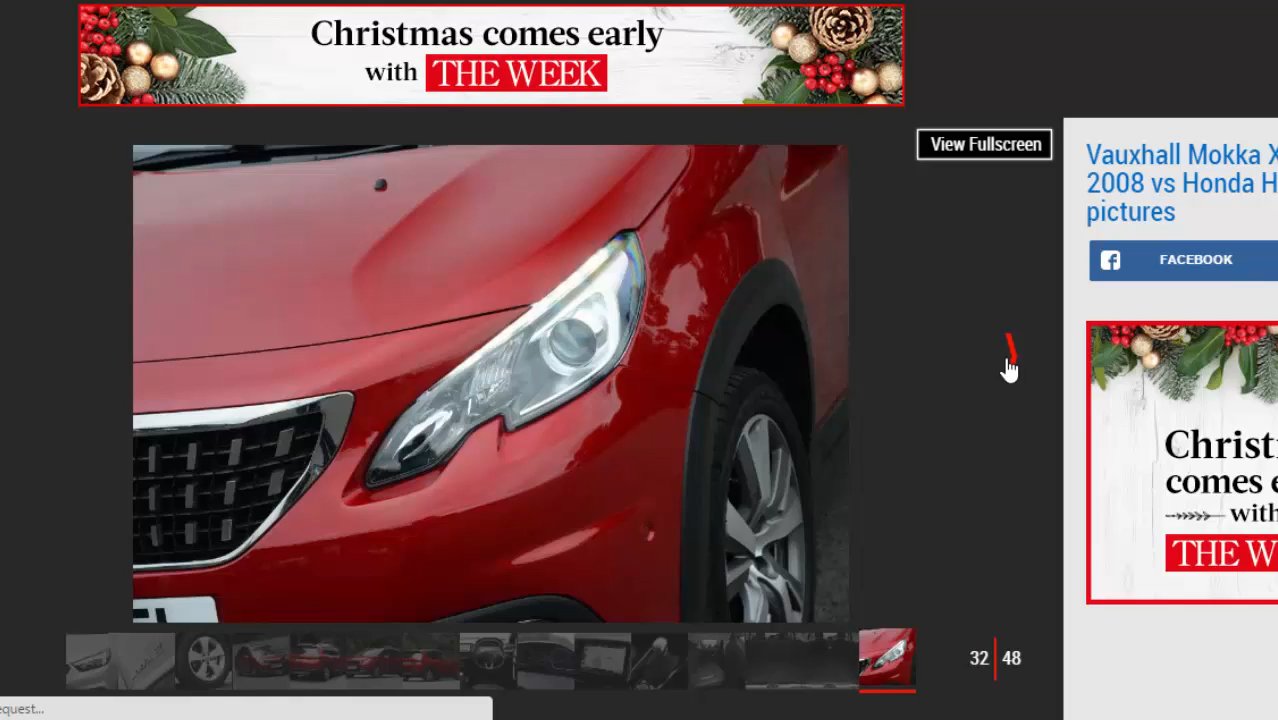 Christmas comes early
with THE WEEK
View Fullscreen
Vauxhall Mokka X
2008 vs Honda H
pictures
FACEBOOK
comes e
with
THE W
32 48
equest...